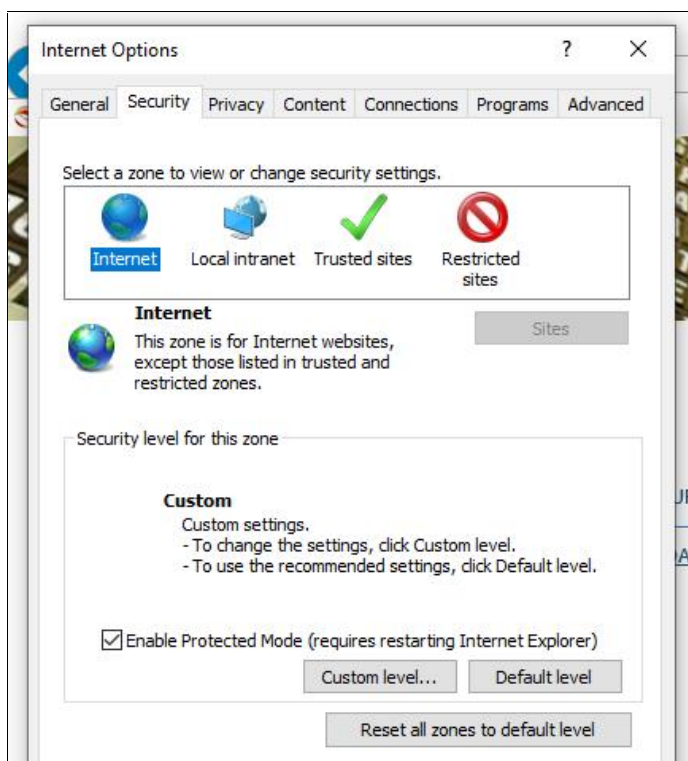 Internet Options ? ×
General Security Privacy Content Connections Programs Advanced
Select a zone to view or change security settings.
Internet Local intranet Trusted sites Restricted
sites
Internet
Sites
This zone is for Internet websites,
except those listed in trusted and
restricted zones.
Security level for this zone
Custom
Custom settings.
- To change the settings, click Custom level.
- To use the recommended settings, click Default level.
Enable Protected Mode (requires restarting Internet Explorer)
Custom level... Default level
Reset all zones to default level